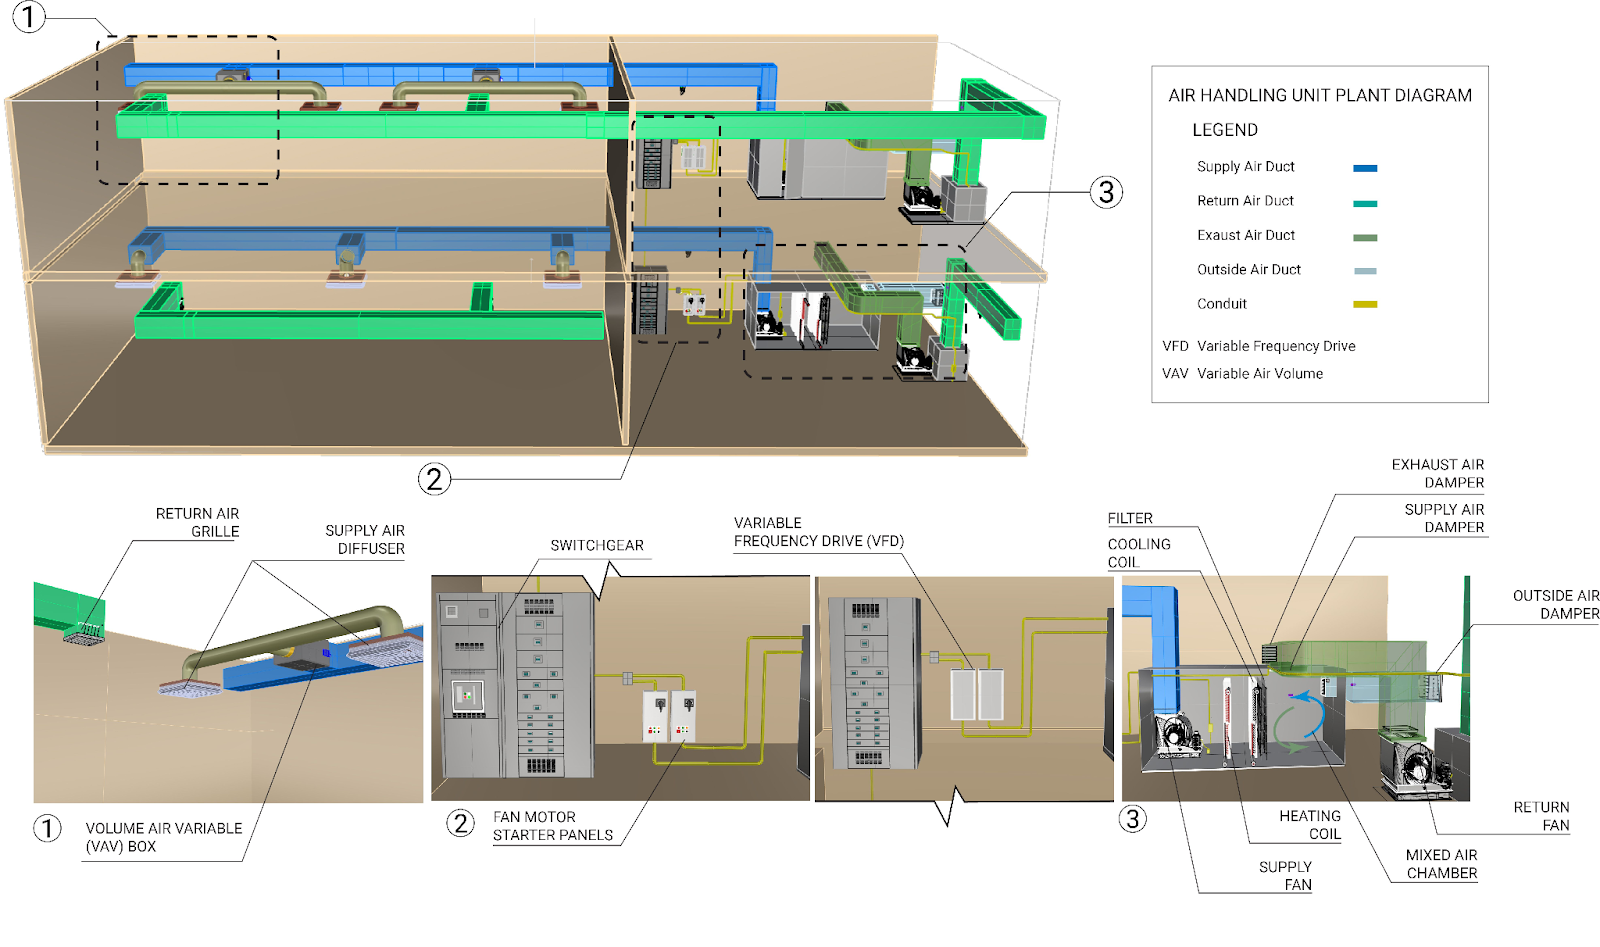 1
AIR HANDLING UNIT PLANT DIAGRAM
LEGEND
Supply Air Duct
Return Air Duct
Exaust Air Duct
Outside Air Duct
Conduit
VFD Variable Frequency Drive
VAV Variable Air Volume
3
2
RETURN AIR
GRILLE
SUPPLY AIR
DIFFUSER
SWITCHGEAR
VARIABLE
FREQUENCY DRIVE (VFD)
FILTER
COOLING
COIL
EXHAUST AIR
DAMPER
SUPPLY AIR
DAMPER
OUTSIDE AIR
DAMPER
1
VOLUME AIR VARIABLE
(VAV) BOX
2
FAN MOTOR
STARTER PANELS
3
HEATING
COIL
SUPPLY
FAN
MIXED AIR
CHAMBER
RETURN
FAN